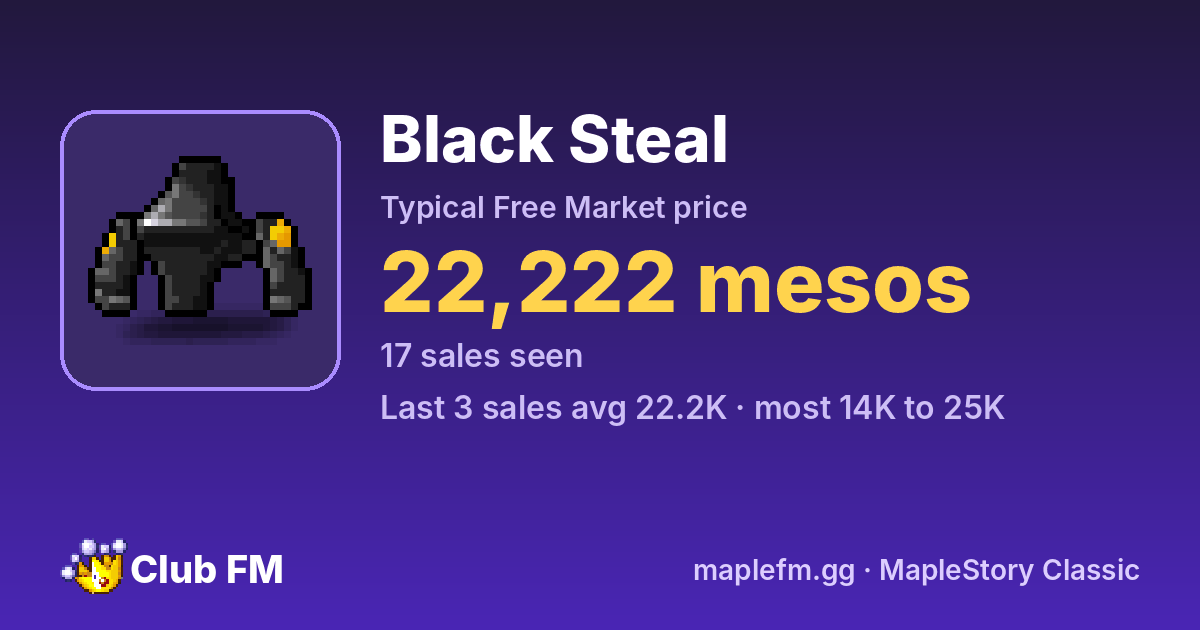 Black Steal
Typical Free Market price
22,222 mesos
17 sales seen
Last 3 sales avg 22.2K · most 14K to 25K
Club FM
maplefm.gg · MapleStory Classic